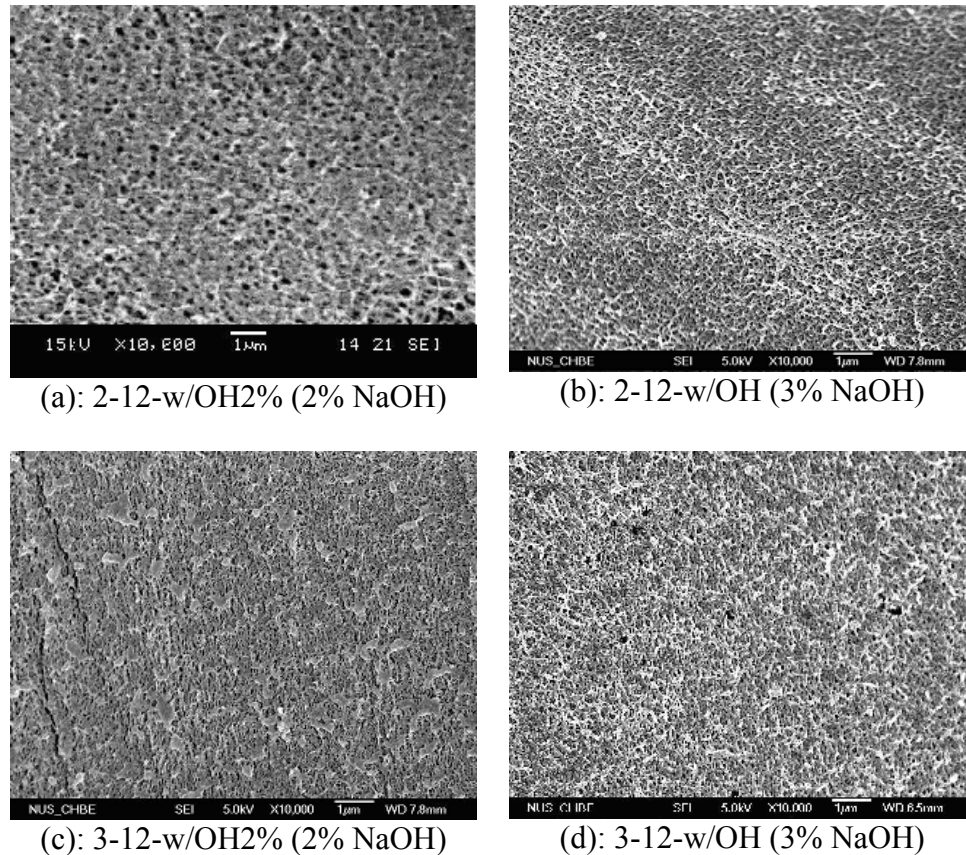 15kV X10,000 1µm 14 21 SEI
NUS_CHBE SEI 5.0kV X10,000 1µm WD 7.8mm
(a): 2-12-w/OH2% (2% NaOH)
(b): 2-12-w/OH (3% NaOH)
NUS_CHBE SEI 5.0kV X10,000 1µm WD 7.8mm
NUS_CHBE SEI 5.0kV X10,000 1µm WD 6.5mm
(c): 3-12-w/OH2% (2% NaOH)
(d): 3-12-w/OH (3% NaOH)